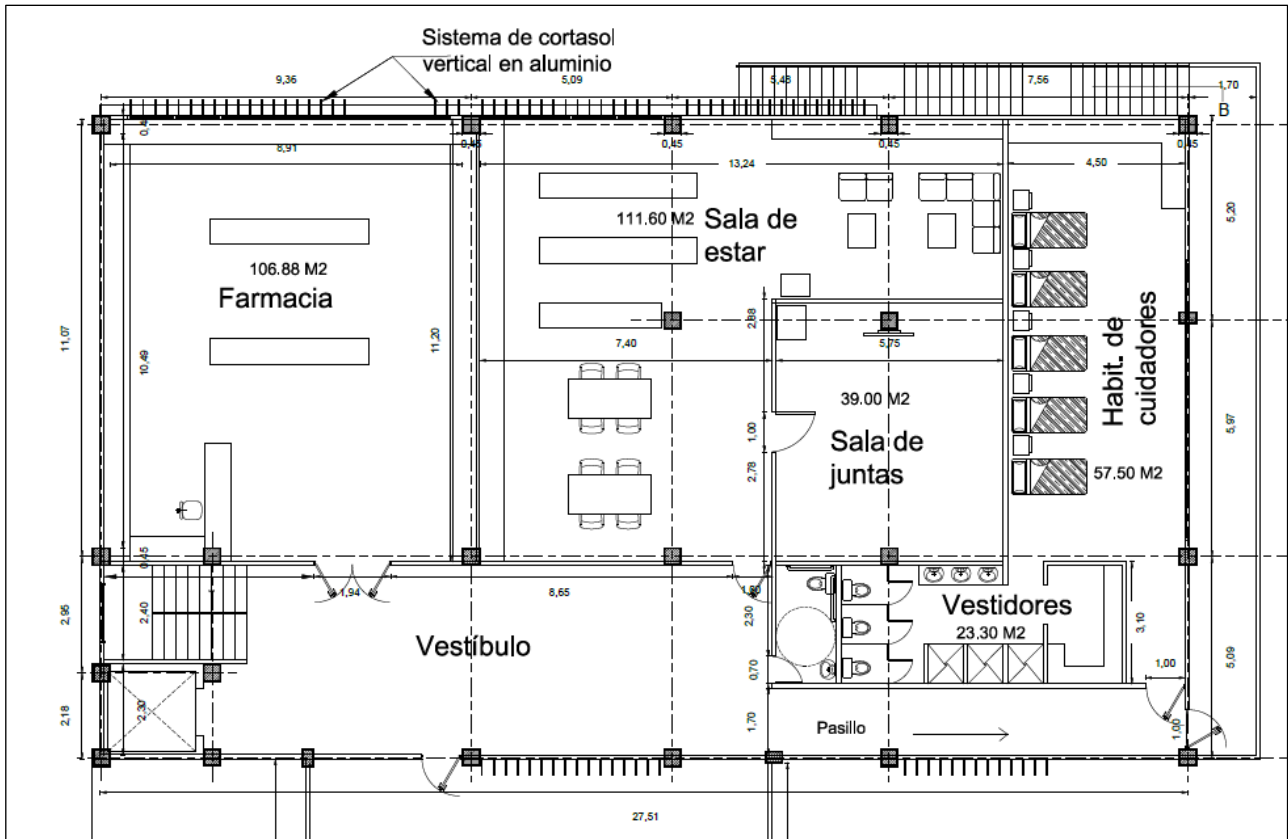 Sistema de cortasol
vertical en aluminio
9,36
5,09
5,48
7,56
1,70
B
0,45
0,45
0,45
0,45
8,91
13,24
4,50
5,20
111.60 M2
Sala de
estar
106.88 M2
Farmacia
11,07
10,49
11,20
2,88
7,40
5,75
Habit. de
cuidadores
39.00 M2
1,00
Sala de
juntas
2,78
57.50 M2
5,97
0,45
1,94
8,65
2,95
2,40
2,30
Vestíbulo
Vestidores
23.30 M2
3,10
0,70
1,00
5,09
2,18
2,30
1,70
Pasillo
1,00
27,51